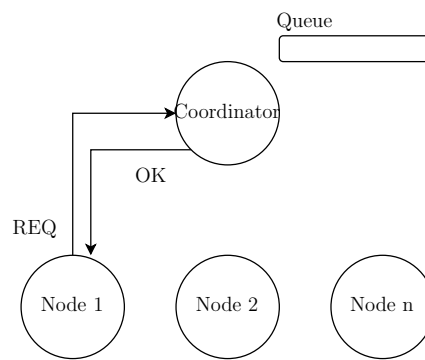 Queue
Coordinator
OK
REQ
Node 1
Node 2
Node n